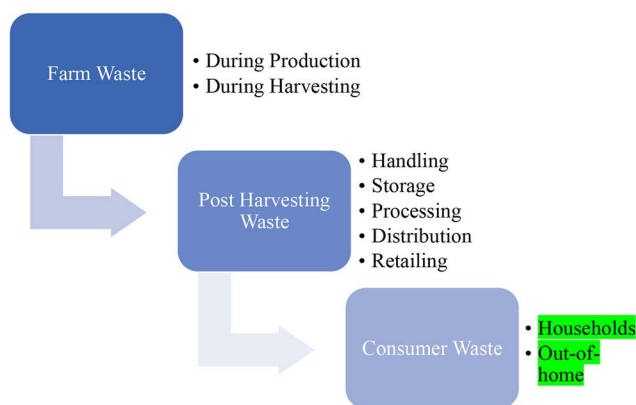 Farm Waste
• During Production
• During Harvesting
Post Harvesting
Waste
• Handling
• Storage
• Processing
• Distribution
• Retailing
Consumer Waste
• Households
• Out-of-
home